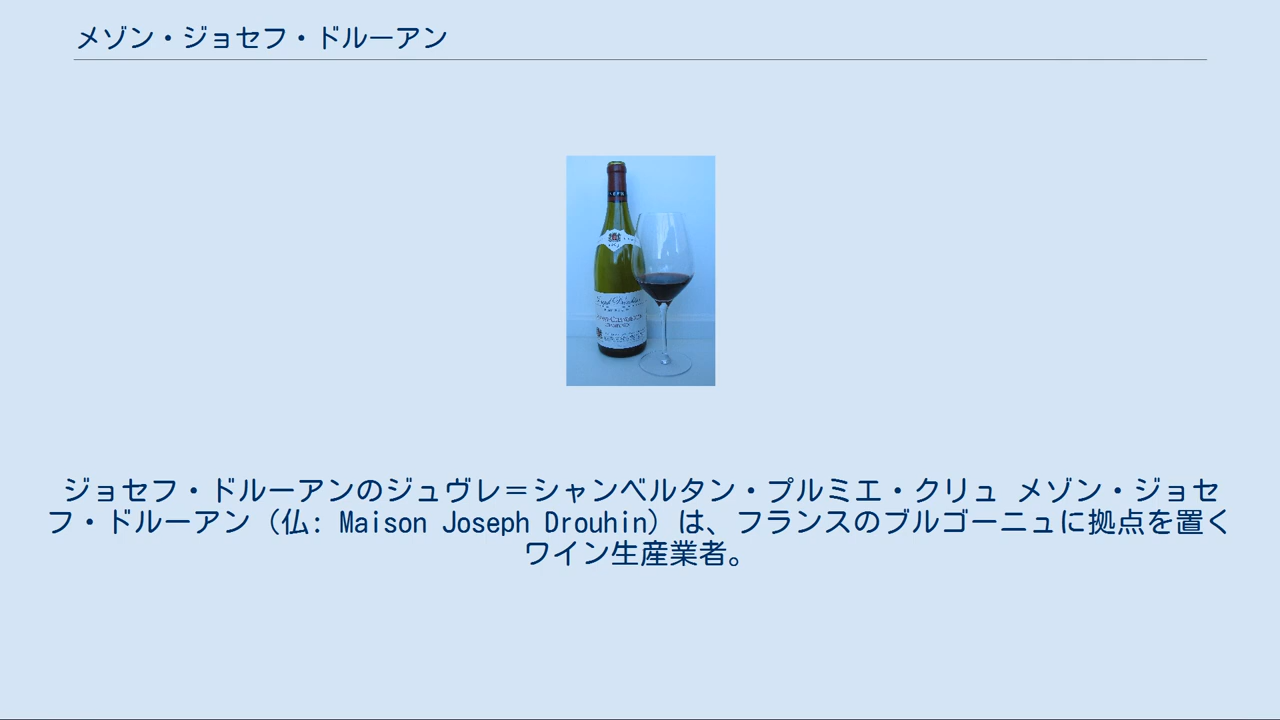 メゾン・ジョセフ・ドルーアン
ジョセフ・ドルーアンのジュヴレ＝シャンベルタン・プルミエ・クリュ メゾン・ジョセ
フ・ドルーアン（仏: Maison Joseph Drouhin）は、フランスのブルゴーニュに拠点を置く
ワイン生産業者。